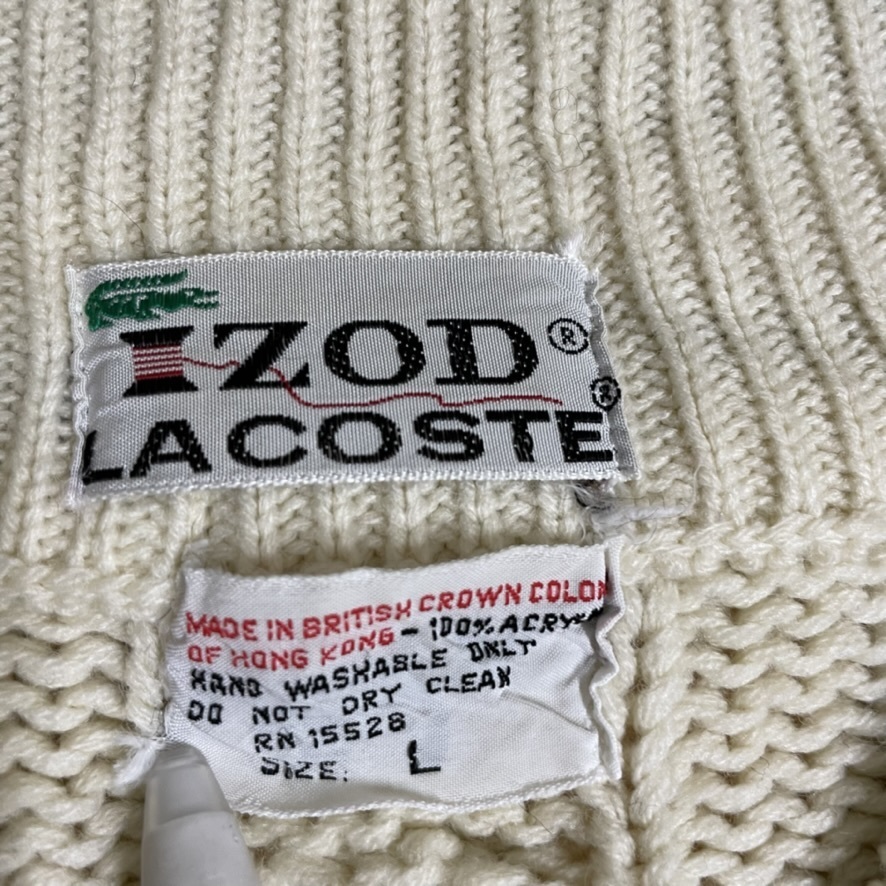 IZOD®
LACOSTE®
MADE IN BRITISH CROWN COLON
OF HONG KONG - 100% ACRY
HAND WASHABLE ONLY
DO NOT DRY CLEAN
RN 15528
SIZE: L